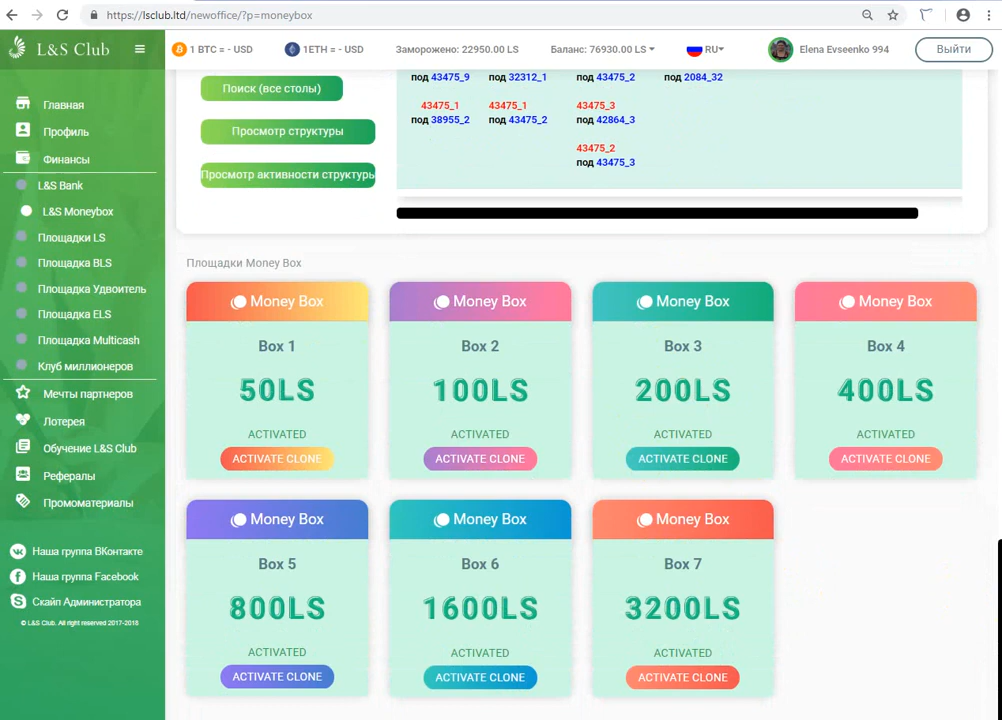 https://lsclub.ltd/newoffice/?p=moneybox
L&S Club
1 BTC = - USD
1ETH = - USD
Заморожено: 22950.00 LS
Баланс: 76930.00 LS
RU
Elena Evseenko 994
Выйти
Главная
Профиль
Финансы
L&S Bank
L&S Moneybox
Площадки LS
Площадка BLS
Площадка Удвоитель
Площадка ELS
Площадка Multicash
Клуб миллионеров
Мечты партнеров
Лотерея
Обучение L&S Club
Рефералы
Промоматериалы
Наша группа ВКонтакте
Наша группа Facebook
Скайп Администратора
© L&S Club. All right reserved 2017-2018
Поиск (все столы)
Просмотр структуры
Просмотр активности структуры
под 43475_9 под 32312_1 под 43475_2 под 2084_32
43475_1 43475_1 43475_3
под 38955_2 под 43475_2 под 42864_3
43475_2
под 43475_3
Площадки Money Box
Money Box Money Box Money Box Money Box
Box 1 Box 2 Box 3 Box 4
50LS 100LS 200LS 400LS
ACTIVATED ACTIVATED ACTIVATED ACTIVATED
ACTIVATE CLONE ACTIVATE CLONE ACTIVATE CLONE ACTIVATE CLONE
Money Box Money Box Money Box
Box 5 Box 6 Box 7
800LS 1600LS 3200LS
ACTIVATED ACTIVATED ACTIVATED
ACTIVATE CLONE ACTIVATE CLONE ACTIVATE CLONE